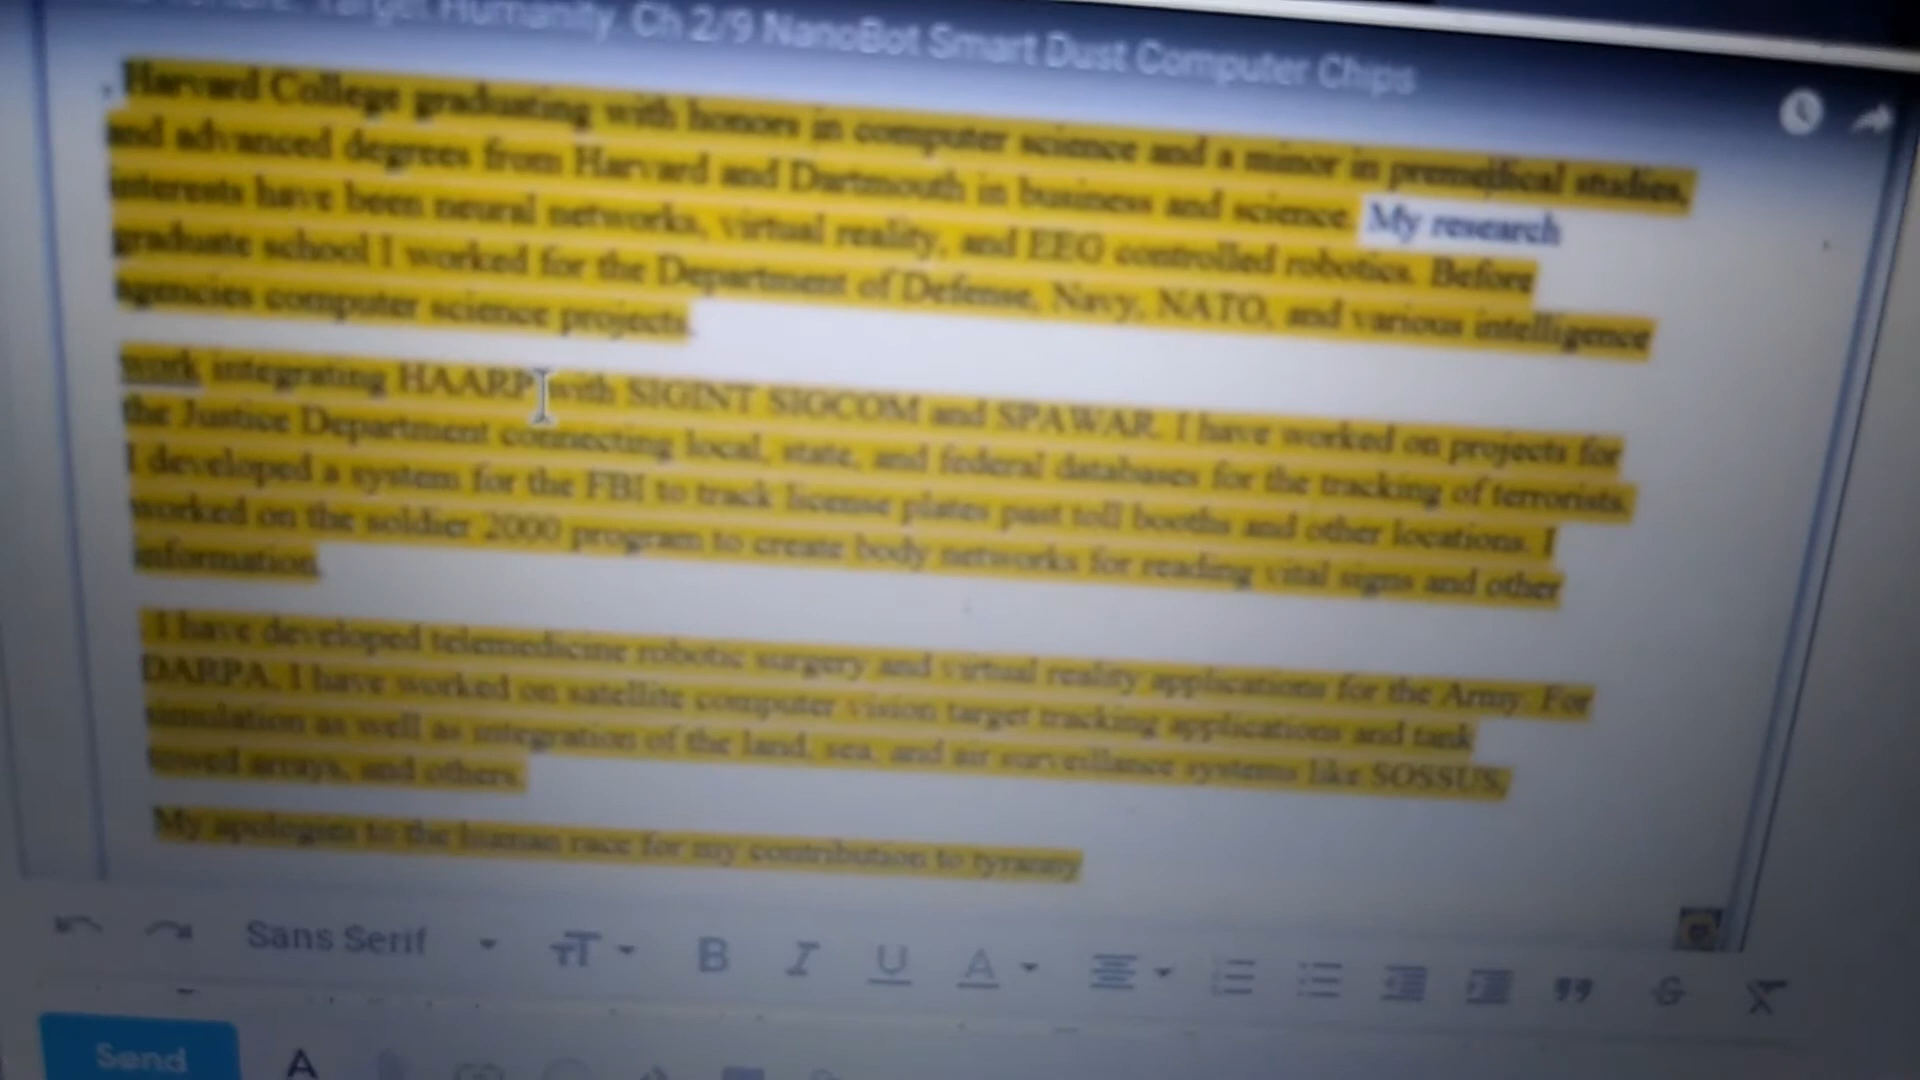 Target Humanity. Ch 2/9 NanoBot Smart Dust Computer Chips
Harvard College graduating with honors in computer science and a minor in premedical studies,
and advanced degrees from Harvard and Dartmouth in business and science. My research
interests have been neural networks, virtual reality, and EEG controlled robotics. Before
graduate school I worked for the Department of Defense, Navy, NATO, and various intelligence
agencies computer science projects.
work integrating HAARP with SIGINT SIGCOM and SPAWAR. I have worked on projects for
the Justice Department connecting local, state, and federal databases for the tracking of terrorists.
I developed a system for the FBI to track license plates past toll booths and other locations. I
worked on the soldier 2000 program to create body networks for reading vital signs and other
information.
I have developed telemedicine robotic surgery and virtual reality applications for the Army. For
DARPA, I have worked on satellite computer vision target tracking applications and tank
simulation as well as integration of the land, sea, and air surveillance systems like SOSSUS,
towed arrays, and others.
My apologies to the human race for my contribution to tyranny
Sans Serif
B I U A
Send A